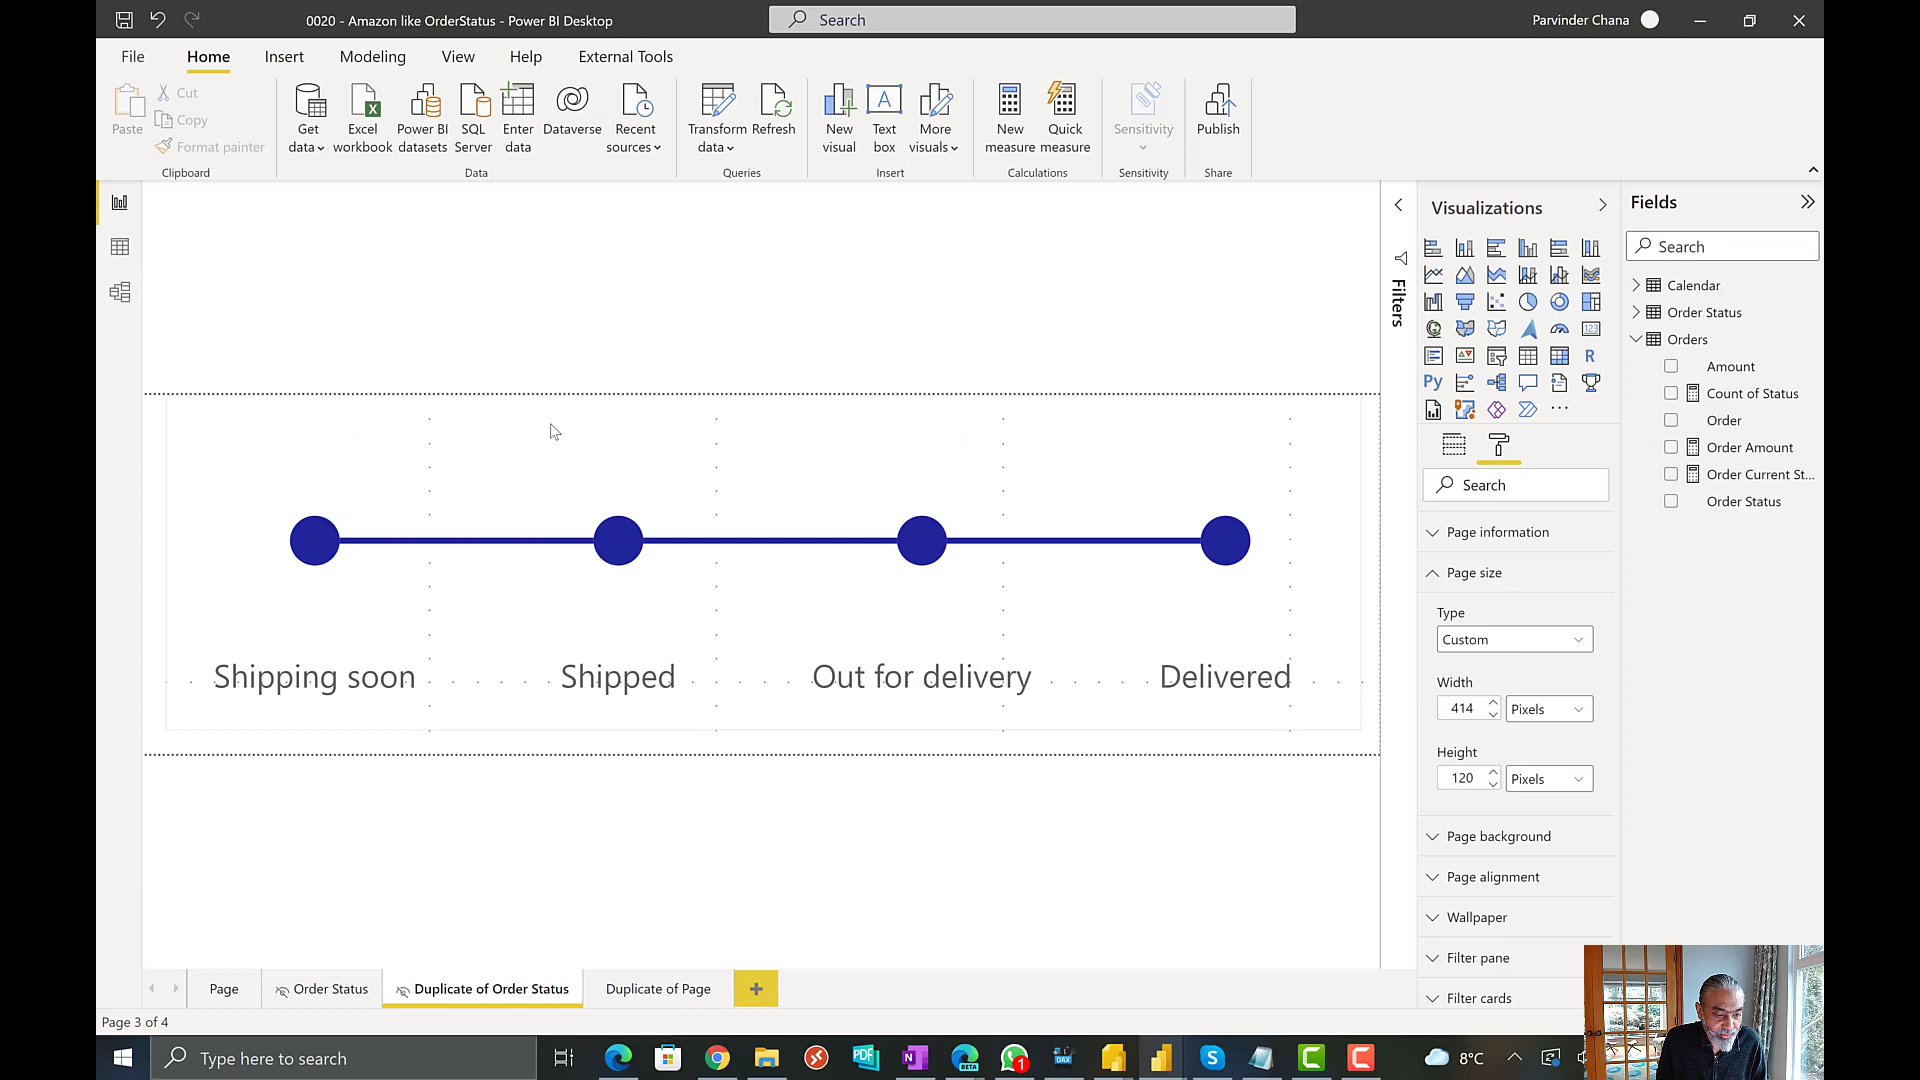 0020 - Amazon like OrderStatus - Power BI Desktop
Search
Parvinder Chana
File
Home
Insert
Modeling
View
Help
External Tools
Paste
Cut
Copy
Format painter
Clipboard
Get data
Excel workbook
Power BI datasets
SQL Server
Enter data
Dataverse
Recent sources
Data
Transform data
Refresh
Queries
New visual
Text box
More visuals
Insert
New measure
Quick measure
Calculations
Sensitivity
Sensitivity
Publish
Share
Shipping soon
Shipped
Out for delivery
Delivered
Filters
Visualizations
123
R
Py
Search
Page information
Page size
Type
Custom
Width
414
Pixels
Height
120
Pixels
Page background
Page alignment
Wallpaper
Filter pane
Filter cards
Fields
Search
Calendar
Order Status
Orders
Amount
Count of Status
Order
Order Amount
Order Current St...
Order Status
Page
Order Status
Duplicate of Order Status
Duplicate of Page
Page 3 of 4
Type here to search
PDF
BETA
1
DAX
8°C